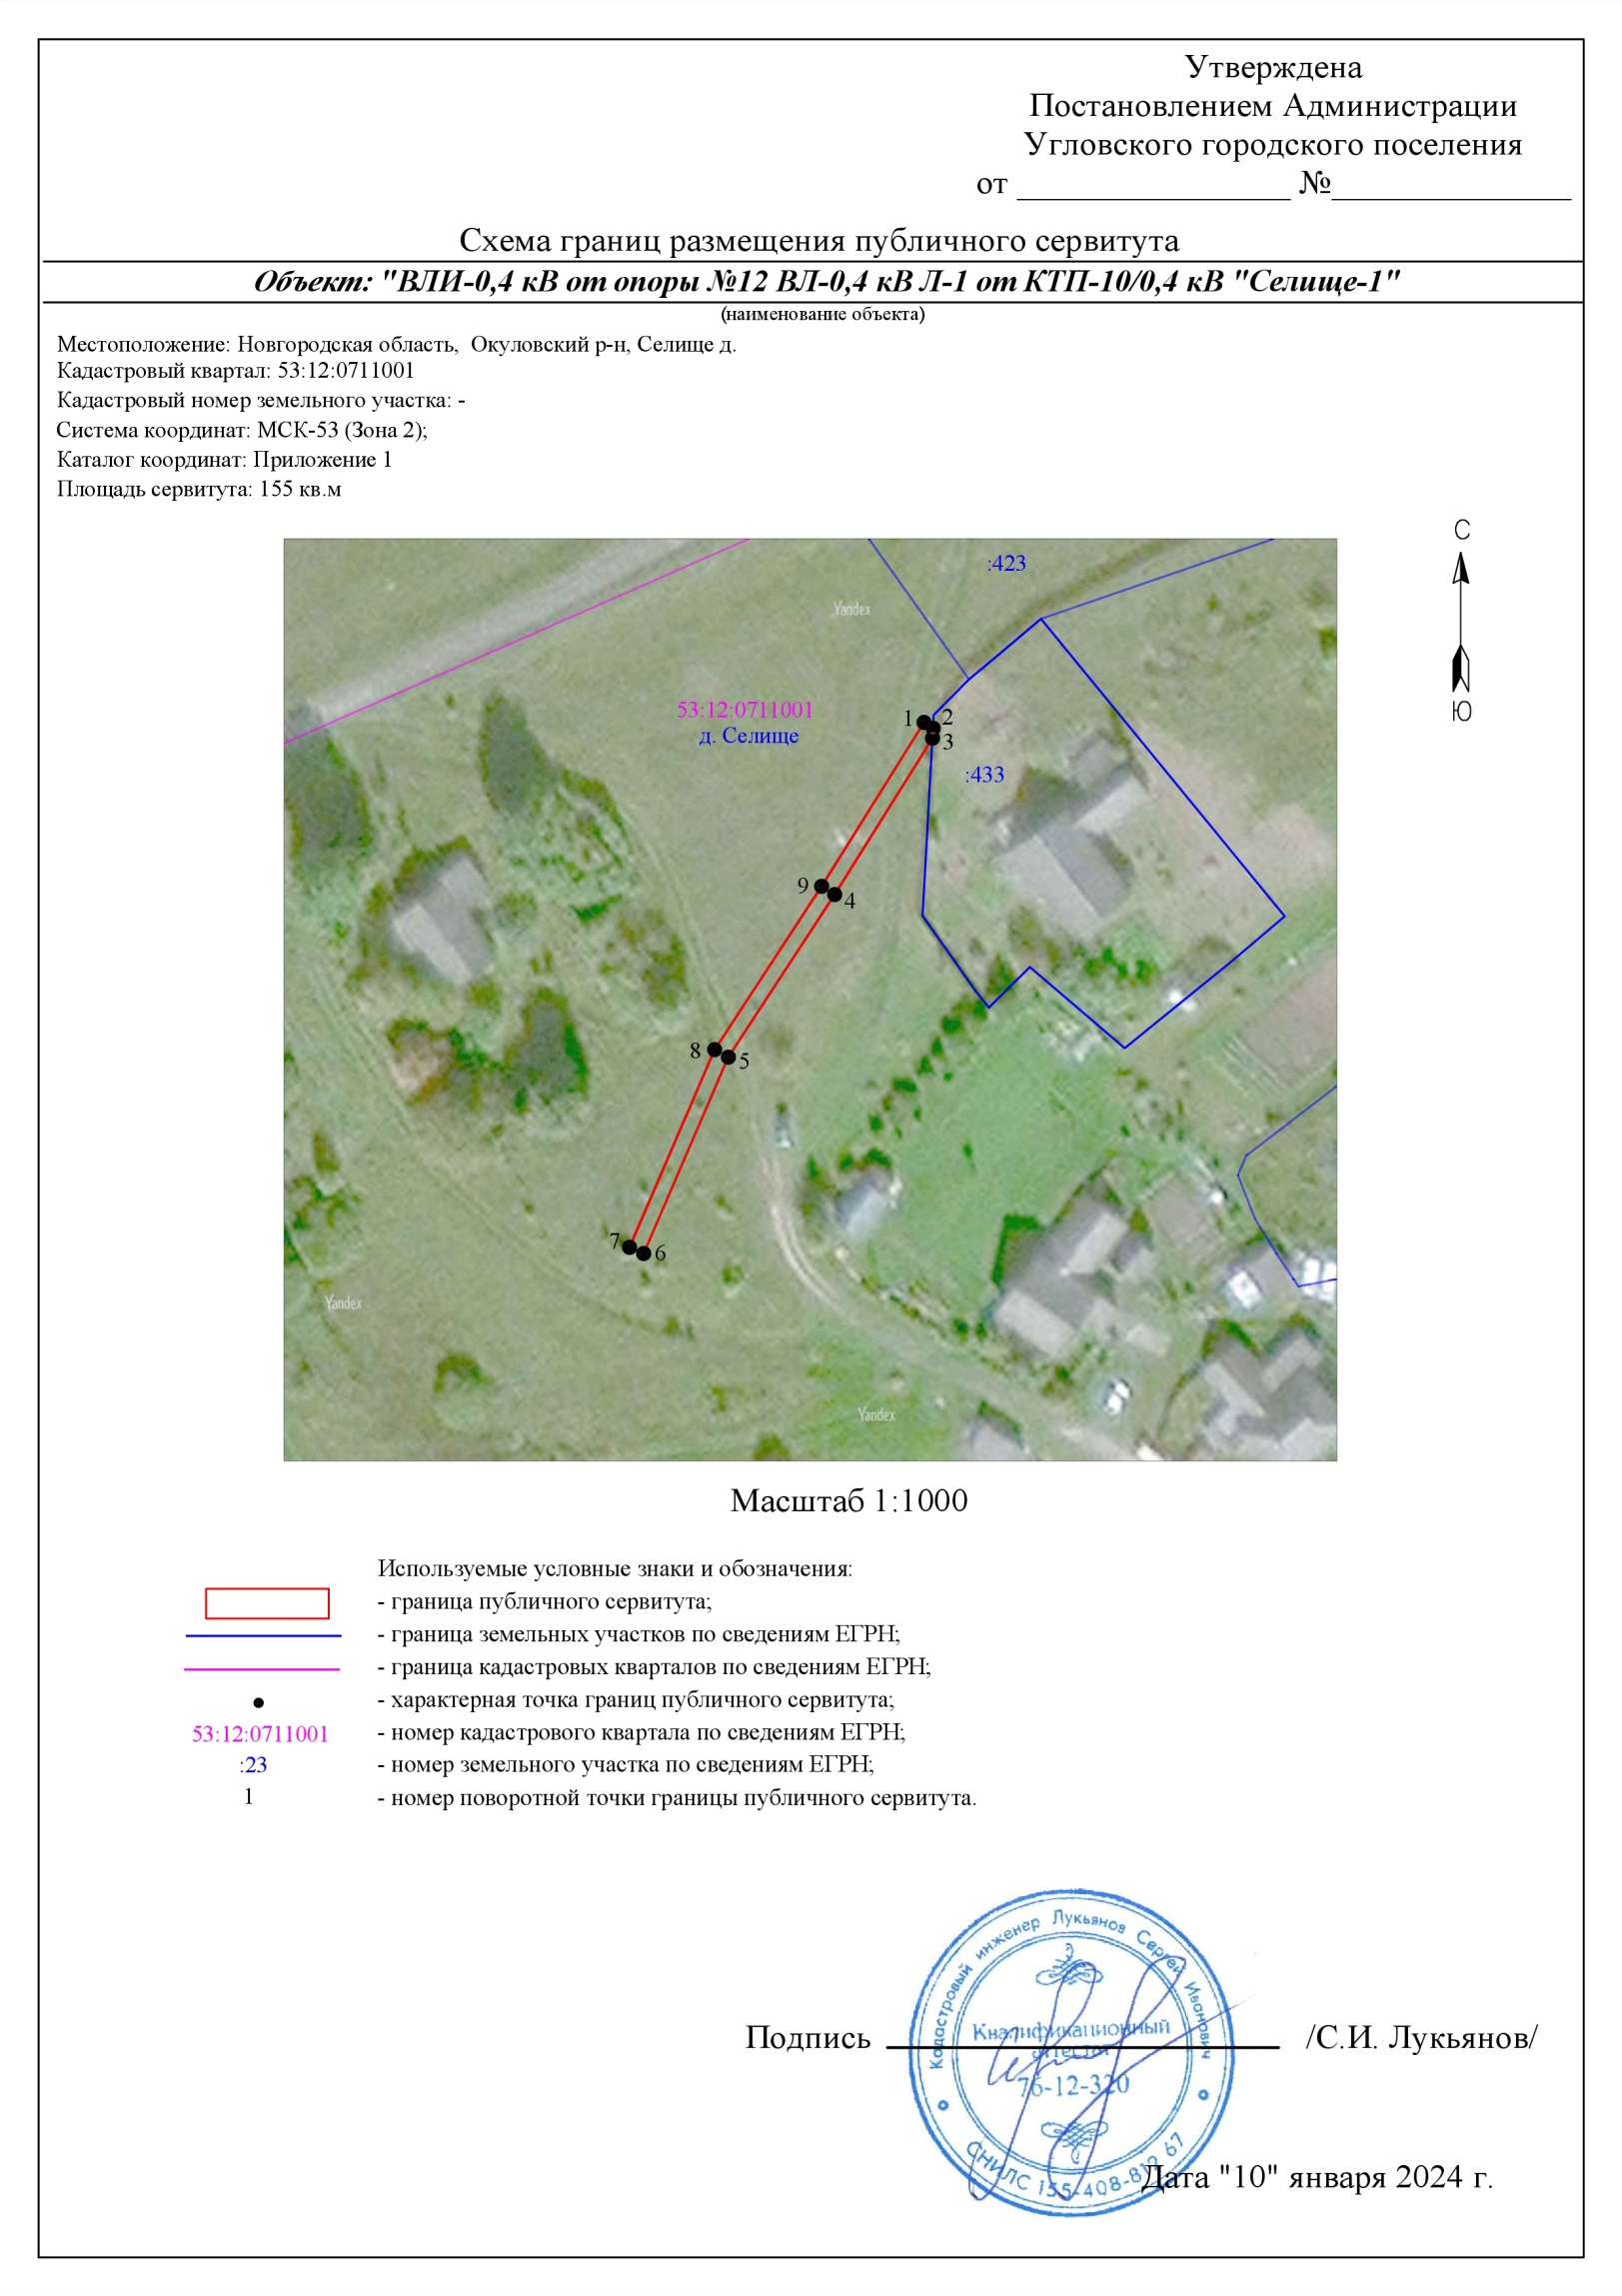 Утверждена
Постановлением Администрации
Угловского городского поселения
от ________________ №______________
Схема границ размещения публичного сервитута
Объект: "ВЛИ-0,4 кВ от опоры №12 ВЛ-0,4 кВ Л-1 от КТП-10/0,4 кВ "Селище-1"
(наименование объекта)
Местоположение: Новгородская область, Окуловский р-н, Селище д.
Кадастровый квартал: 53:12:0711001
Кадастровый номер земельного участка: -
Система координат: МСК-53 (Зона 2);
Каталог координат: Приложение 1
Площадь сервитута: 155 кв.м
С
Ю
:423
Yandex
53:12:0711001
д. Селище
1
2
3
:433
9
4
8
5
7
6
Yandex
Yandex
Масштаб 1:1000
Используемые условные знаки и обозначения:
- граница публичного сервитута;
- граница земельных участков по сведениям ЕГРН;
- граница кадастровых кварталов по сведениям ЕГРН;
- характерная точка границ публичного сервитута;
53:12:0711001 - номер кадастрового квартала по сведениям ЕГРН;
:23 - номер земельного участка по сведениям ЕГРН;
1 - номер поворотной точки границы публичного сервитута.
Кадастровый инженер Лукьянов Сергей Иванович
Квалификационный
аттестат
76-12-320
СНИЛС 155-408-812 67
Подпись /С.И. Лукьянов/
Дата "10" января 2024 г.